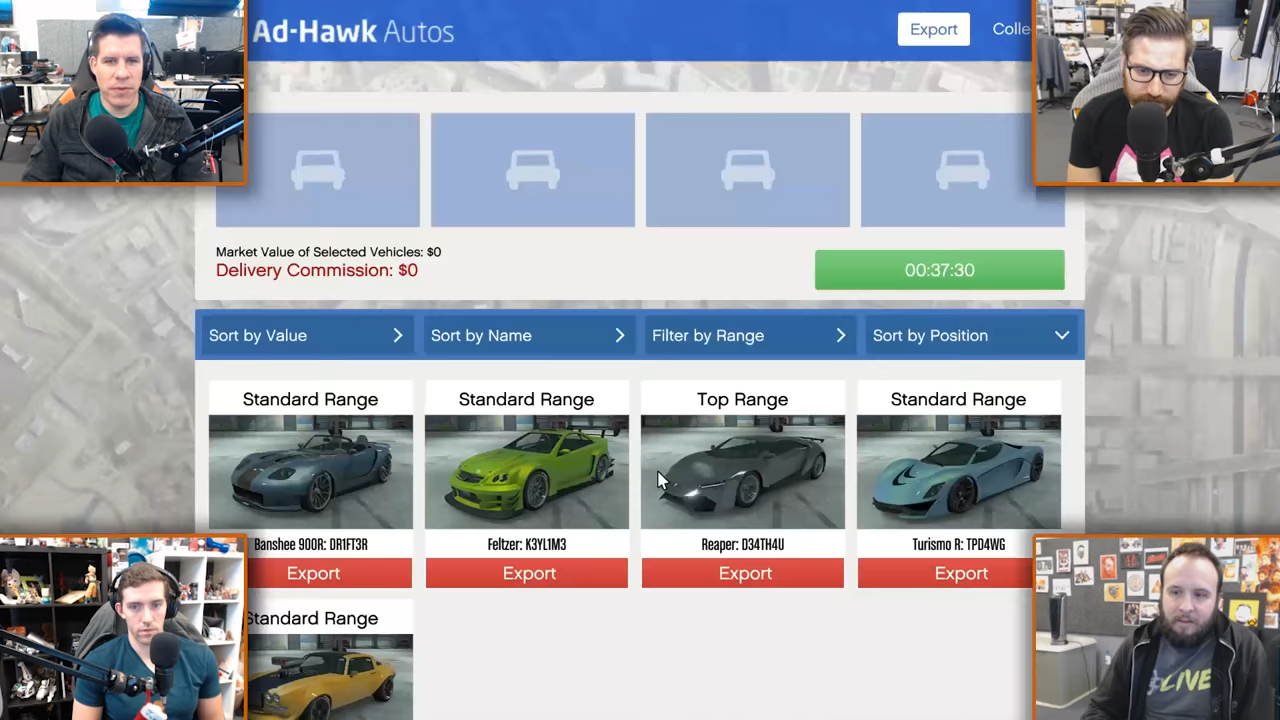 Ad-Hawk Autos
Export
Colle
Market Value of Selected Vehicles: $0
Delivery Commission: $0
00:37:30
Sort by Value
Sort by Name
Filter by Range
Sort by Position
Standard Range
Standard Range
Top Range
Standard Range
Banshee 900R: DR1FT3R
Feltzer: K3YL1M3
Reaper: D34TH4U
Turismo R: TPD4WG
Export
Export
Export
Export
Standard Range
LIVE